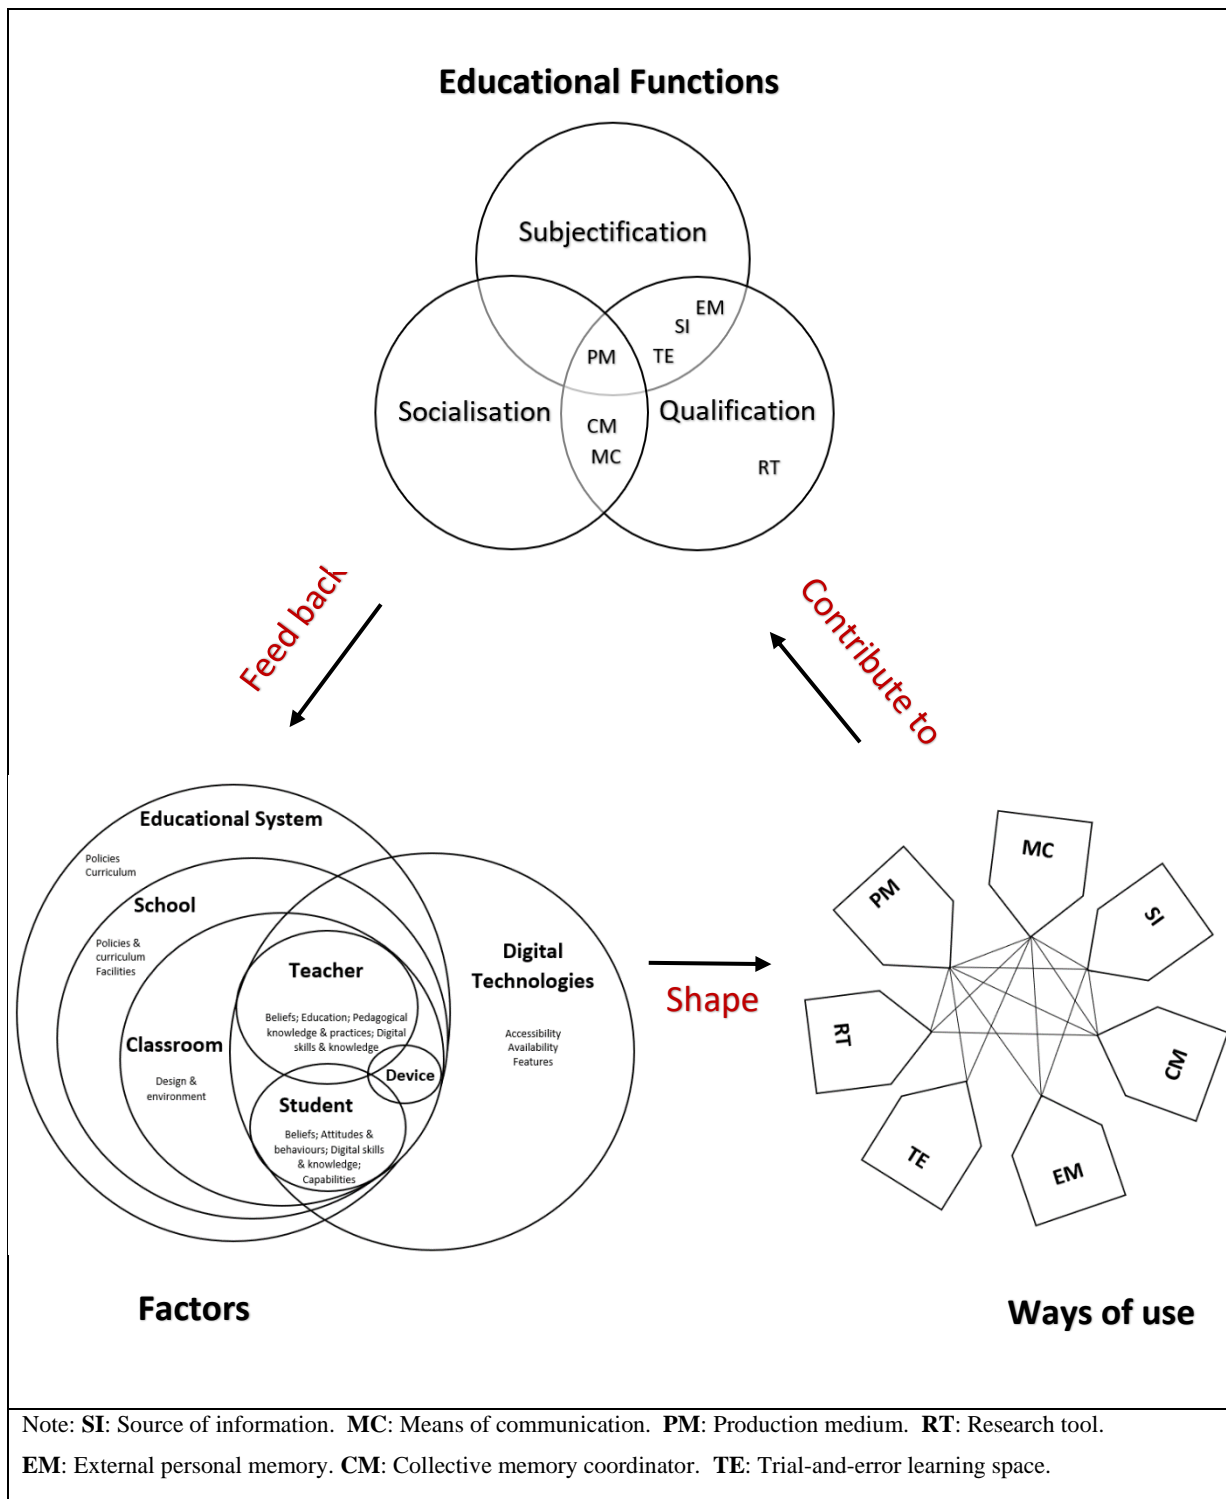 Educational Functions
Subjectification
EM
SI
PM
TE
Socialisation
Qualification
CM
MC
RT
Feed back
Contribute to
Educational System
Policies
Curriculum
School
Policies &
curriculum
Facilities
Classroom
Design &
environment
Teacher
Beliefs; Education; Pedagogical
knowledge & practices; Digital
skills & knowledge
Device
Student
Beliefs; Attitudes &
behaviours; Digital skills
& knowledge;
Capabilities
Digital
Technologies
Accessibility
Availability
Features
Shape
MC
PM
SI
RT
CM
TE
EM
Factors
Ways of use
Note: SI: Source of information. MC: Means of communication. PM: Production medium. RT: Research tool.
EM: External personal memory. CM: Collective memory coordinator. TE: Trial-and-error learning space.